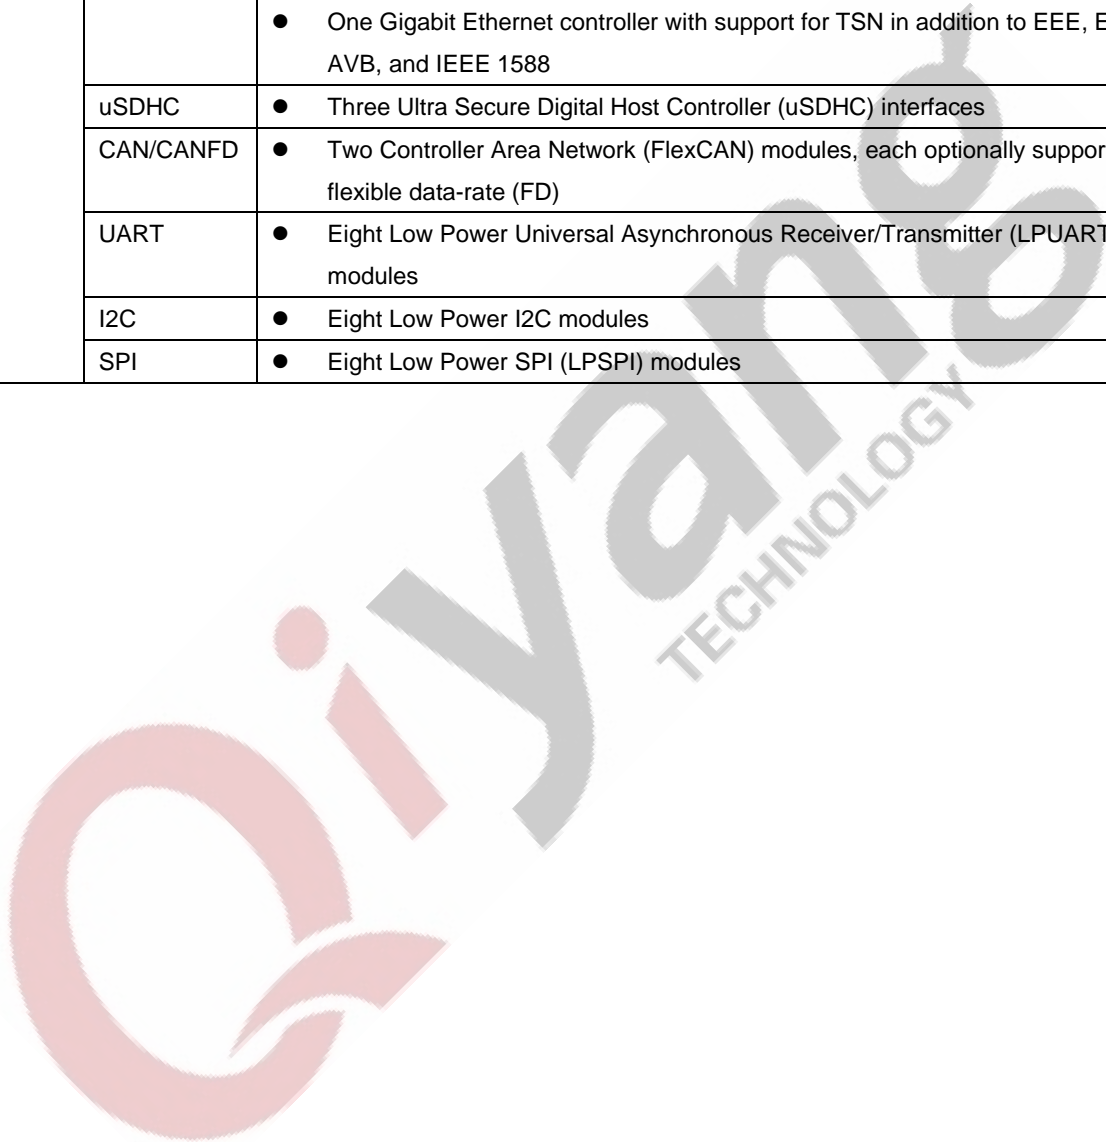 ● One Gigabit Ethernet controller with support for TSN in addition to EEE, E
AVB, and IEEE 1588
uSDHC ● Three Ultra Secure Digital Host Controller (uSDHC) interfaces
CAN/CANFD ● Two Controller Area Network (FlexCAN) modules, each optionally suppor
flexible data-rate (FD)
UART ● Eight Low Power Universal Asynchronous Receiver/Transmitter (LPUART
modules
I2C ● Eight Low Power I2C modules
SPI ● Eight Low Power SPI (LPSPI) modules
Qiyang
TECHNOLOGY